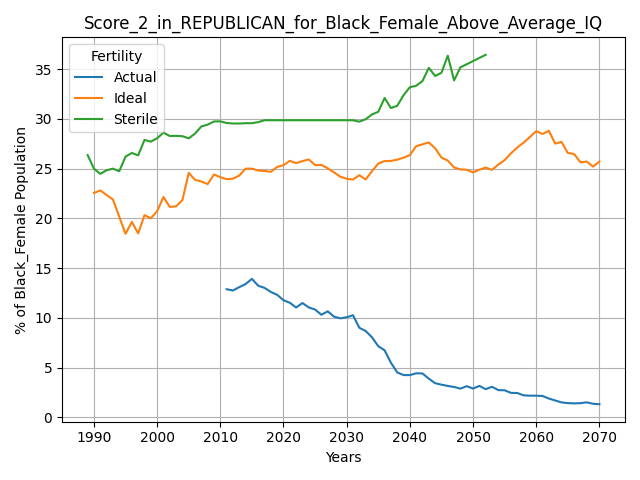 Score_2_in_REPUBLICAN_for_Black_Female_Above_Average_IQ
Fertility
Actual
Ideal
Sterile
% of Black_Female Population
35
30
25
20
15
10
5
0
1990 2000 2010 2020 2030 2040 2050 2060 2070
Years